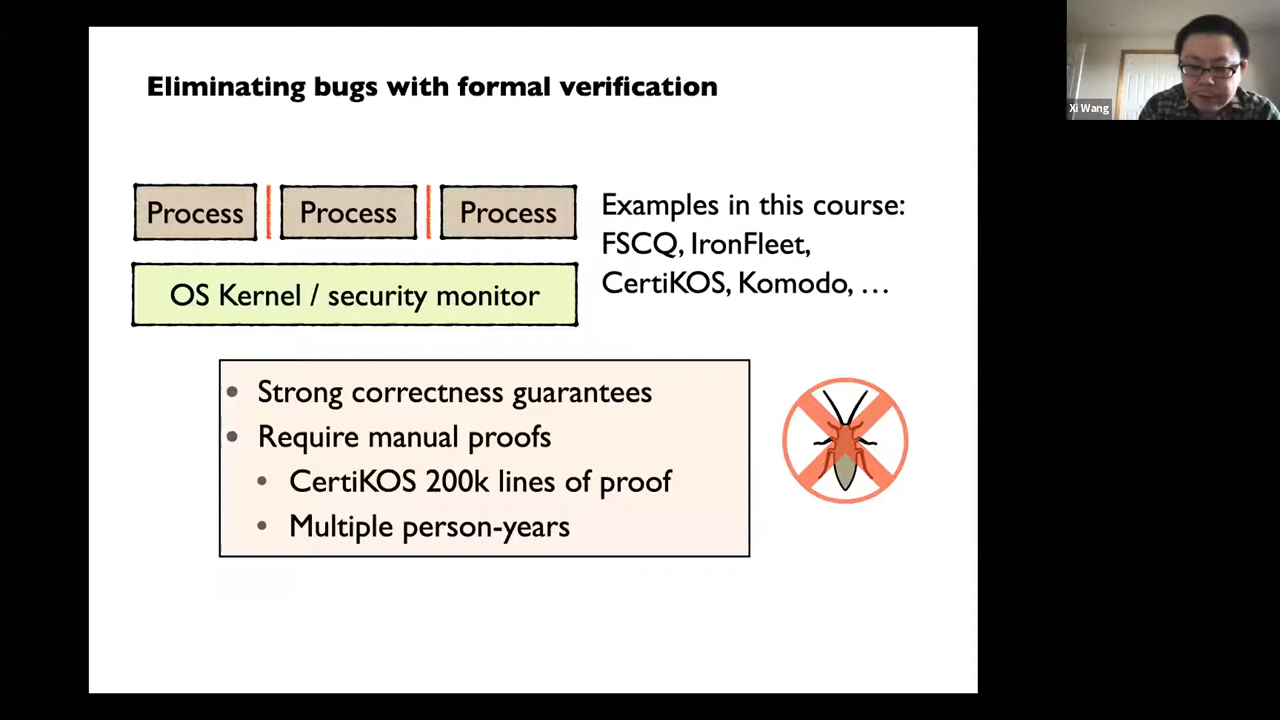 Eliminating bugs with formal verification
Process
Process
Process
OS Kernel / security monitor
Examples in this course:
FSCQ, IronFleet,
CertiKOS, Komodo, …
• Strong correctness guarantees
• Require manual proofs
• CertiKOS 200k lines of proof
• Multiple person-years
Xi Wang